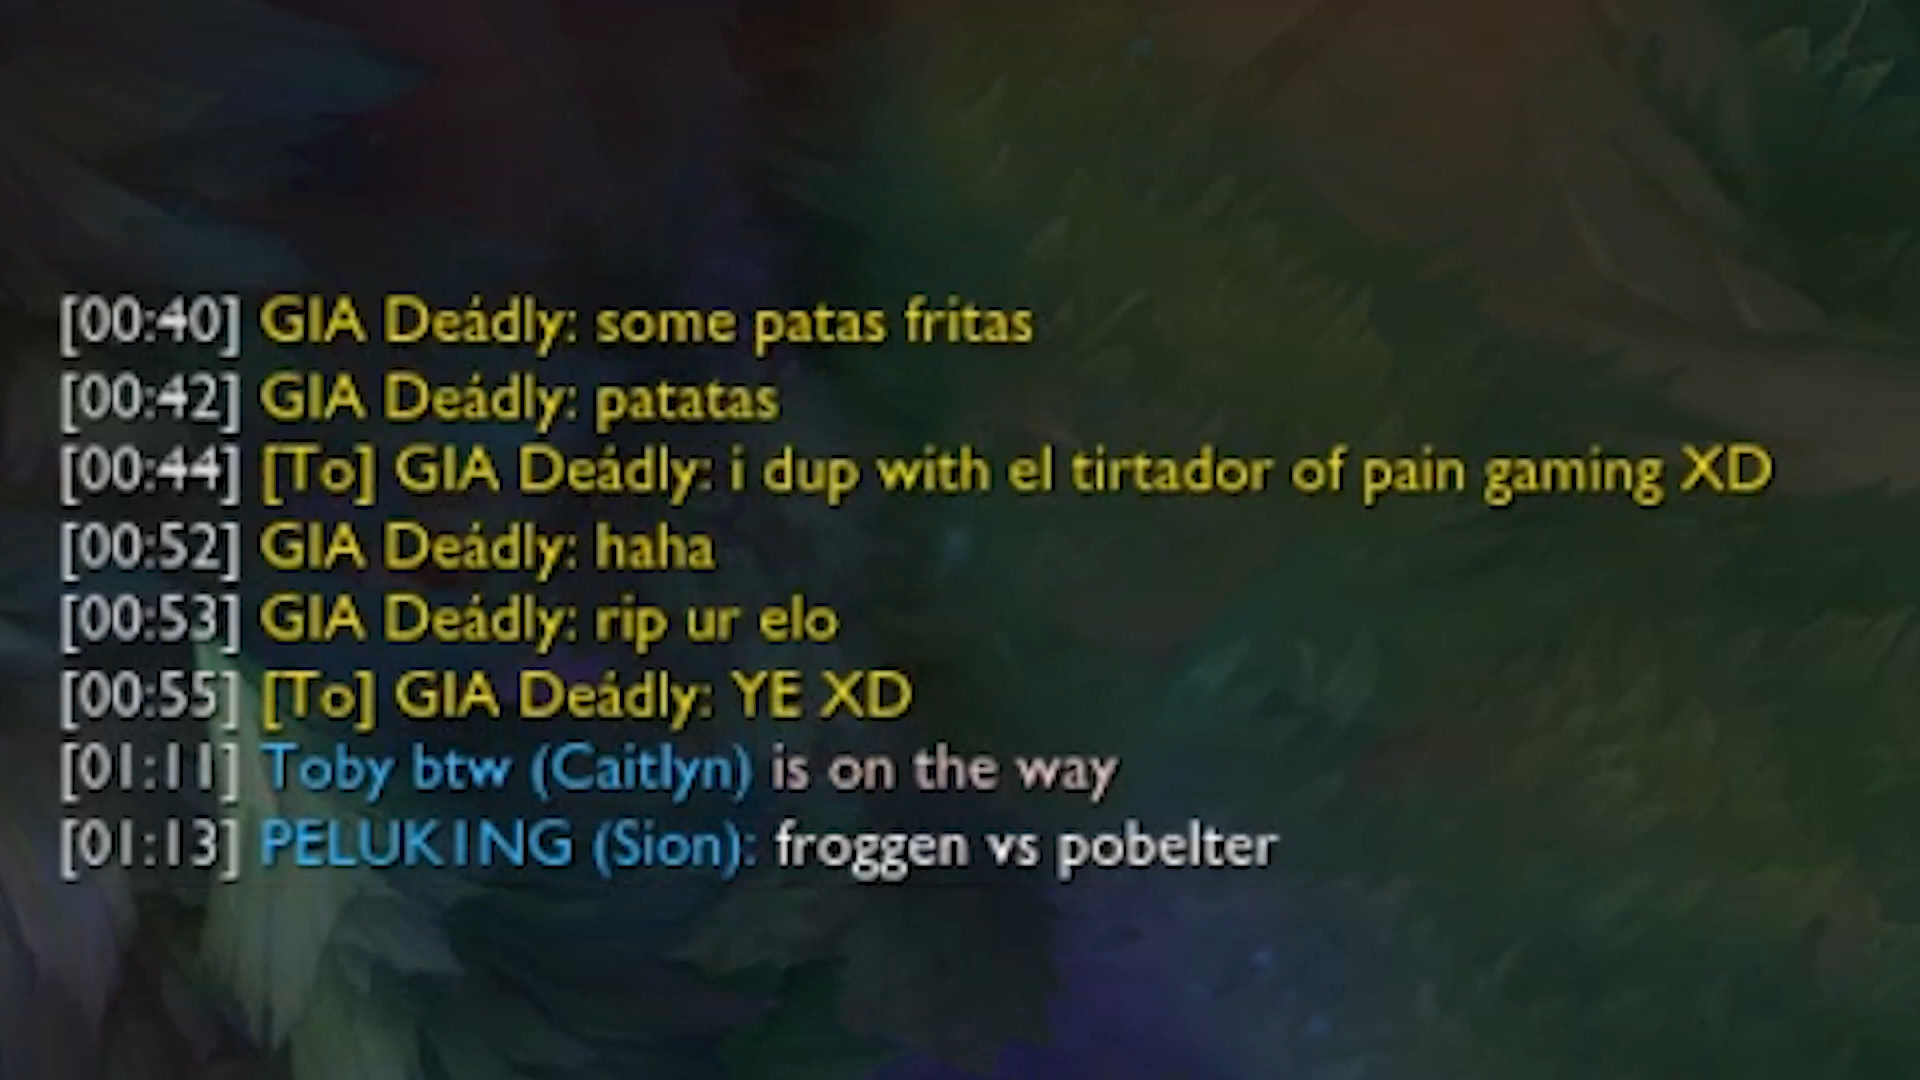 [00:40] GIA Deádly: some patas fritas
[00:42] GIA Deádly: patatas
[00:44] [To] GIA Deádly: i dup with el tirtador of pain gaming XD
[00:52] GIA Deádly: haha
[00:53] GIA Deádly: rip ur elo
[00:55] [To] GIA Deádly: YE XD
[01:11] Toby btw (Caitlyn) is on the way
[01:13] PELUK1NG (Sion): froggen vs pobelter